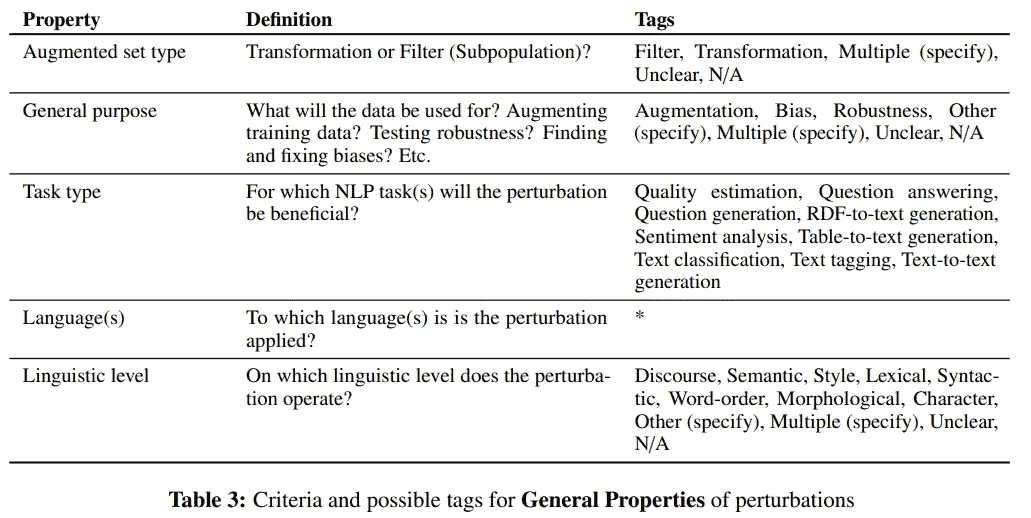 Property Definition Tags
Augmented set type Transformation or Filter (Subpopulation)? Filter, Transformation, Multiple (specify),
Unclear, N/A
General purpose What will the data be used for? Augmenting Augmentation, Bias, Robustness, Other
training data? Testing robustness? Finding (specify), Multiple (specify), Unclear, N/A
and fixing biases? Etc.
Task type For which NLP task(s) will the perturbation Quality estimation, Question answering,
be beneficial? Question generation, RDF-to-text generation,
Sentiment analysis, Table-to-text generation,
Text classification, Text tagging, Text-to-text
generation
Language(s) To which language(s) is is the perturbation *
applied?
Linguistic level On which linguistic level does the perturba- Discourse, Semantic, Style, Lexical, Syntac-
tion operate? tic, Word-order, Morphological, Character,
Other (specify), Multiple (specify), Unclear,
N/A
Table 3: Criteria and possible tags for General Properties of perturbations